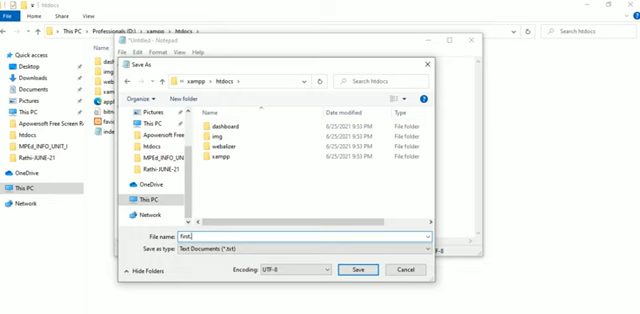 htdocs
File Home Share View
This PC > Professionals (D:) > xampp > htdocs
Search htdocs
Quick access
Desktop
Downloads
Documents
Pictures
This PC
Apowersoft Free Screen R
htdocs
MPEd_INFO_UNIT_I
Rathi-JUNE-21
OneDrive
This PC
Network
Name
img
*Untitled - Notepad
File Edit Format View Help
Save As
« xampp > htdocs
Search htdocs
Organize New folder
Pictures
This PC
Apowersoft Free Screen R
htdocs
MPEd_INFO_UNIT_I
Rathi-JUNE-21
OneDrive
This PC
Network
Name Date modified Type
dashboard 6/25/2021 9:53 PM File folder
img 6/25/2021 9:53 PM File folder
webalizer 6/25/2021 9:53 PM File folder
xampp 6/25/2021 9:53 PM File folder
File name: first.
Save as type: Text Documents (*.txt)
Hide Folders Encoding: UTF-8 Save Cancel